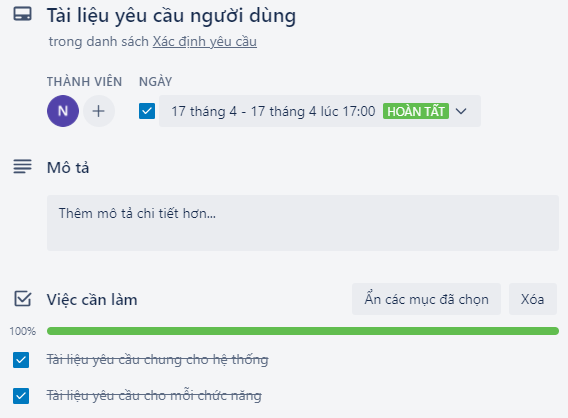 Tài liệu yêu cầu người dùng
trong danh sách Xác định yêu cầu
THÀNH VIÊN NGÀY
N + 17 tháng 4 - 17 tháng 4 lúc 17:00 HOÀN TẤT
Mô tả
Thêm mô tả chi tiết hơn...
Việc cần làm Ẩn các mục đã chọn Xóa
100%
Tài liệu yêu cầu chung cho hệ thống
Tài liệu yêu cầu cho mỗi chức năng